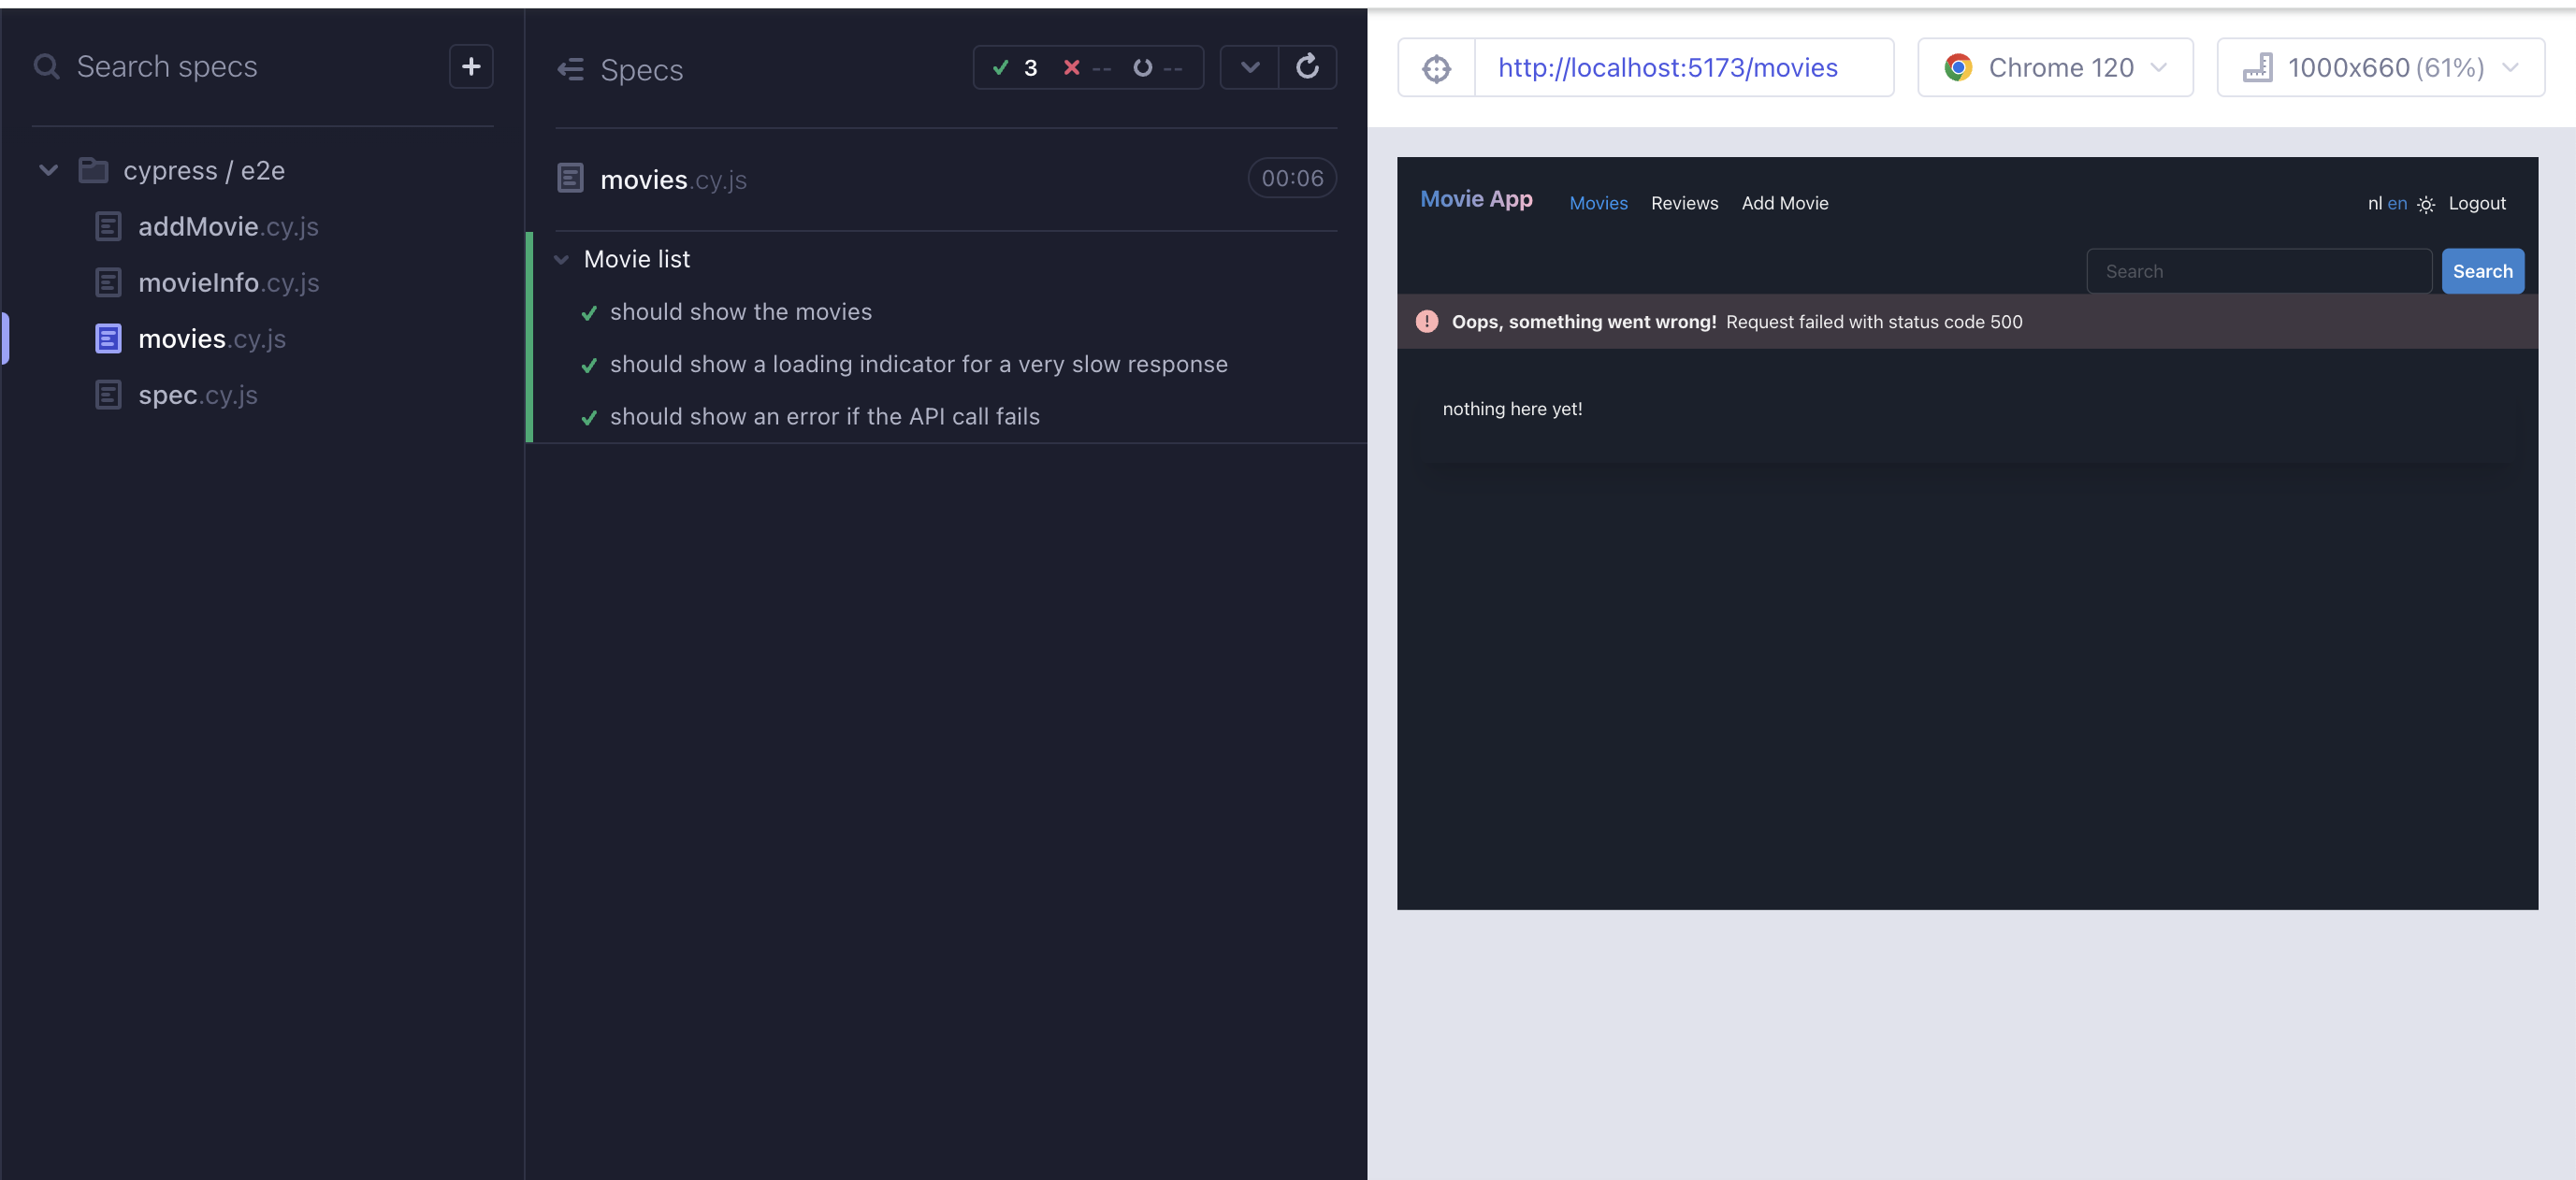 Search specs
+
cypress / e2e
addMovie.cy.js
movieInfo.cy.js
movies.cy.js
spec.cy.js
Specs
3 -- --
movies.cy.js
00:06
Movie list
should show the movies
should show a loading indicator for a very slow response
should show an error if the API call fails
http://localhost:5173/movies
Chrome 120
1000x660 (61%)
Movie App
Movies
Reviews
Add Movie
nl en
Logout
Search
Search
Oops, something went wrong! Request failed with status code 500
nothing here yet!